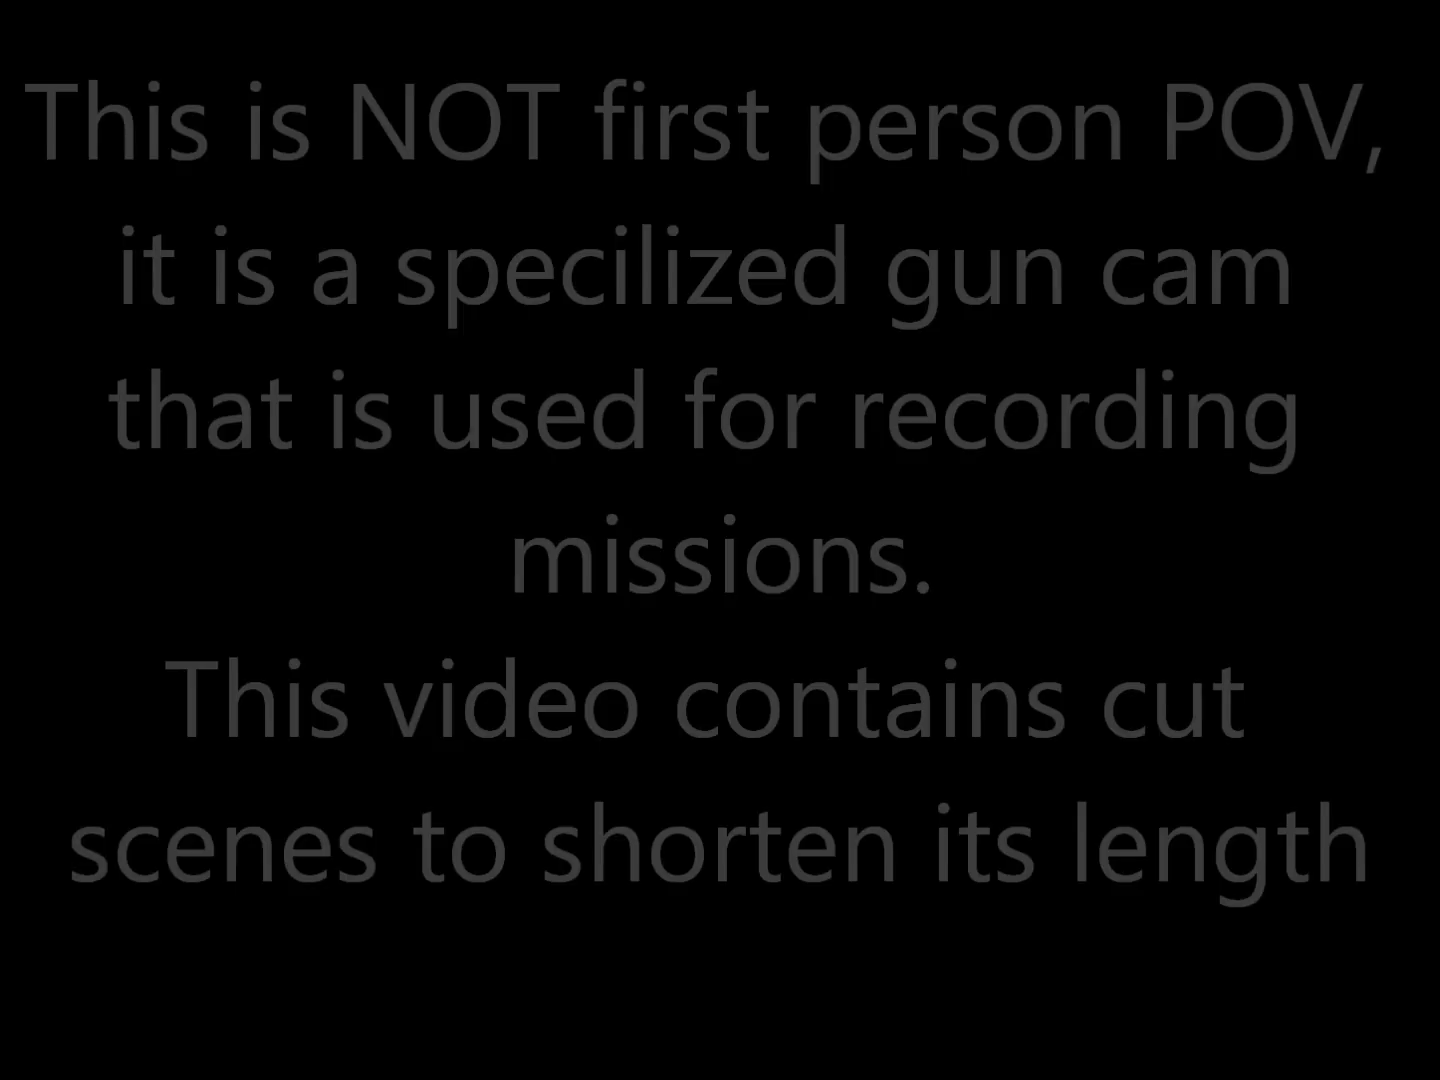 This is NOT first person POV,
it is a specilized gun cam
that is used for recording
missions.
This video contains cut
scenes to shorten its length